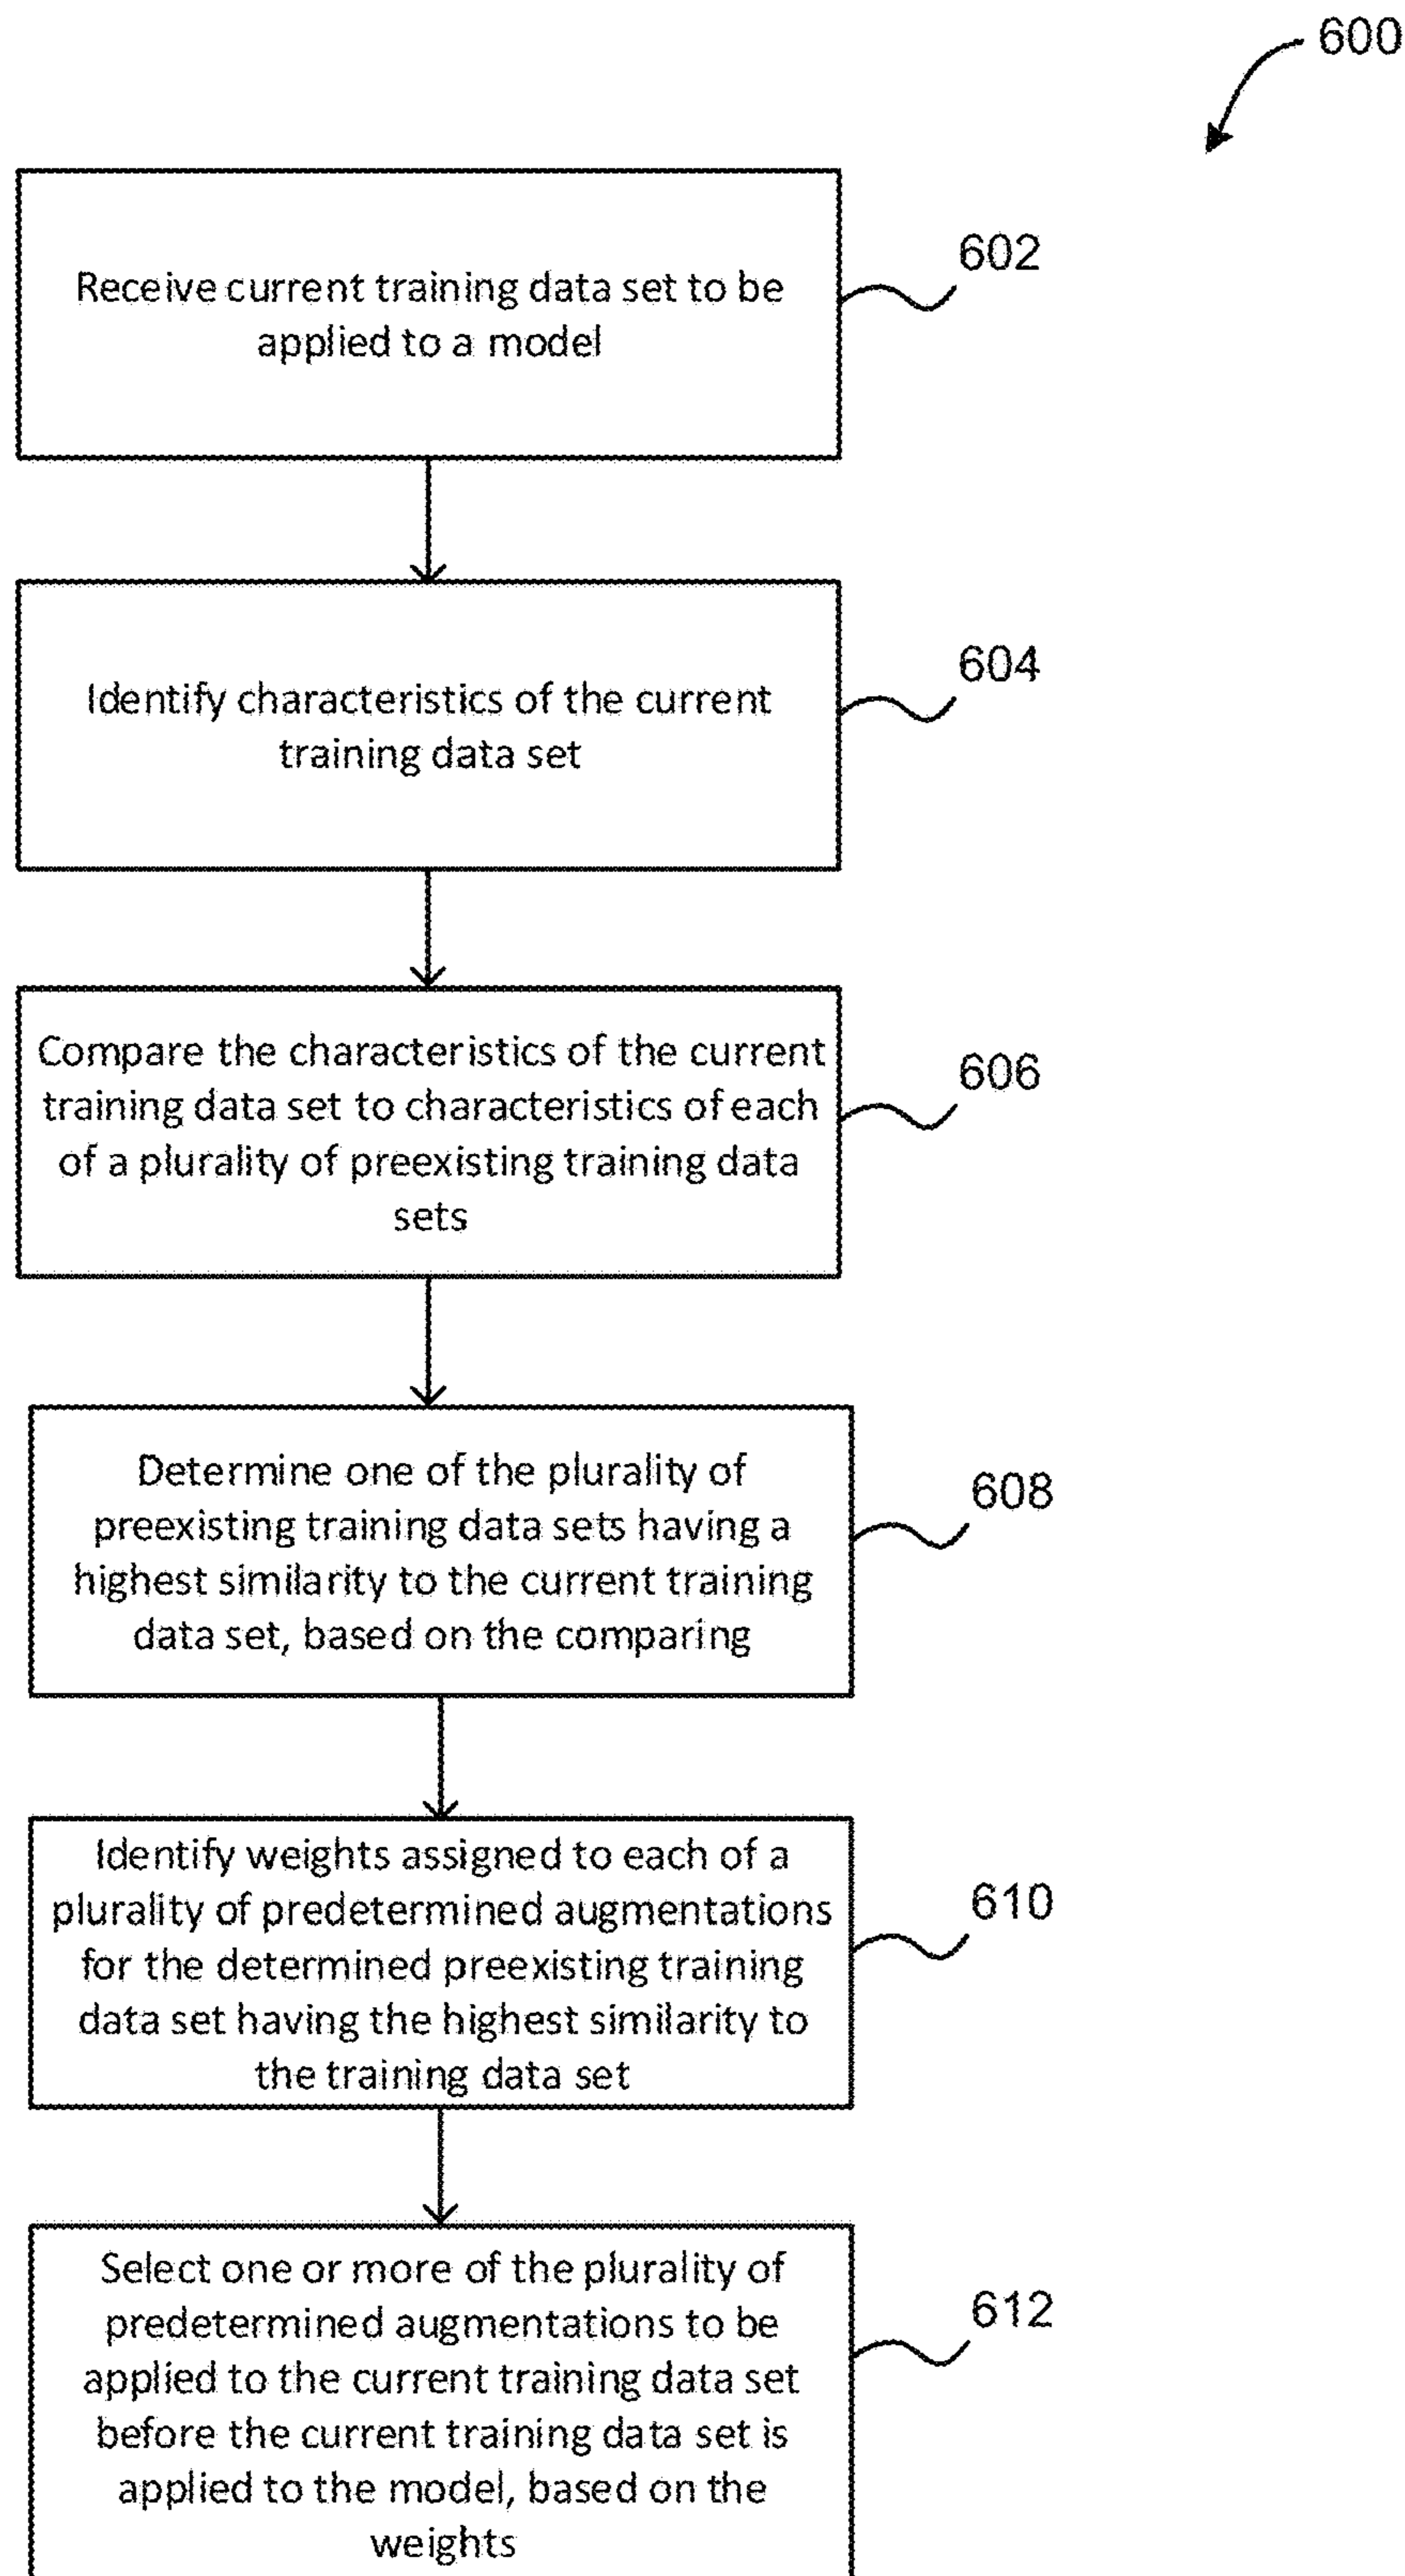 600
Receive current training data set to be
applied to a model
602
Identify characteristics of the current
training data set
604
Compare the characteristics of the current
training data set to characteristics of each
of a plurality of preexisting training data
sets
606
Determine one of the plurality of
preexisting training data sets having a
highest similarity to the current training
data set, based on the comparing
608
Identify weights assigned to each of a
plurality of predetermined augmentations
for the determined preexisting training
data set having the highest similarity to
the training data set
610
Select one or more of the plurality of
predetermined augmentations to be
applied to the current training data set
before the current training data set is
applied to the model, based on the
weights
612